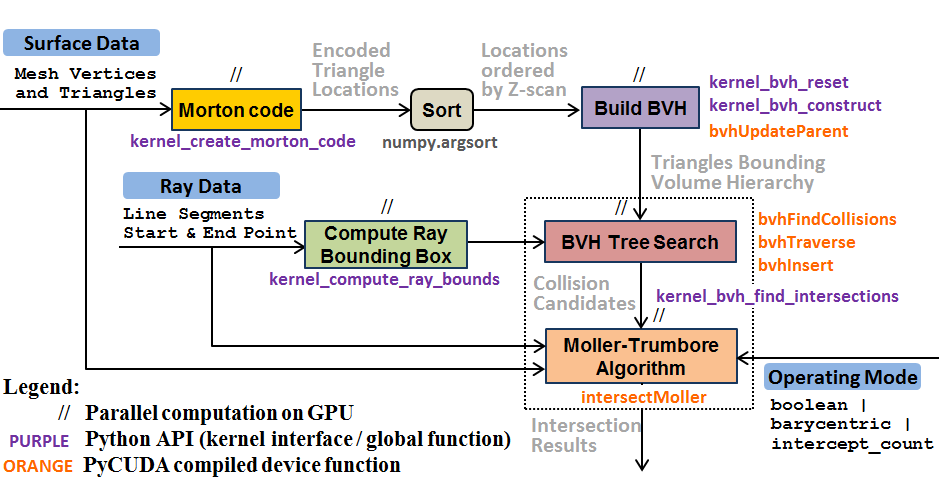 Surface Data
Mesh Vertices
and Triangles
//
Morton code
kernel_create_morton_code
Encoded
Triangle
Locations
Sort
numpy.argsort
Locations
ordered
by Z-scan
//
Build BVH
kernel_bvh_reset
kernel_bvh_construct
bvhUpdateParent
Triangles Bounding
Volume Hierarchy
Ray Data
Line Segments
Start & End Point
//
Compute Ray
Bounding Box
kernel_compute_ray_bounds
//
BVH Tree Search
bvhFindCollisions
bvhTraverse
bvhInsert
Collision
Candidates
kernel_bvh_find_intersections
//
Moller-Trumbore
Algorithm
intersectMoller
Operating Mode
boolean |
barycentric |
intercept_count
Intersection
Results
Legend:
// Parallel computation on GPU
PURPLE Python API (kernel interface / global function)
ORANGE PyCUDA compiled device function